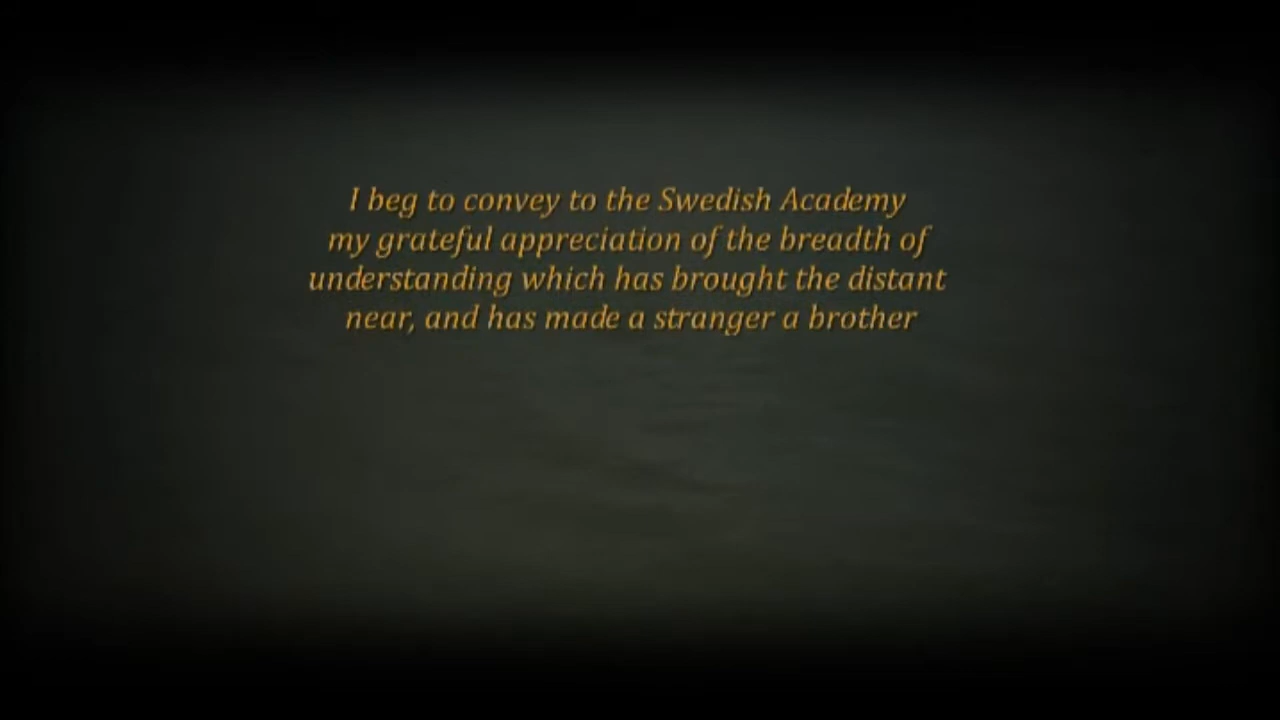 I beg to convey to the Swedish Academy
my grateful appreciation of the breadth of
understanding which has brought the distant
near, and has made a stranger a brother